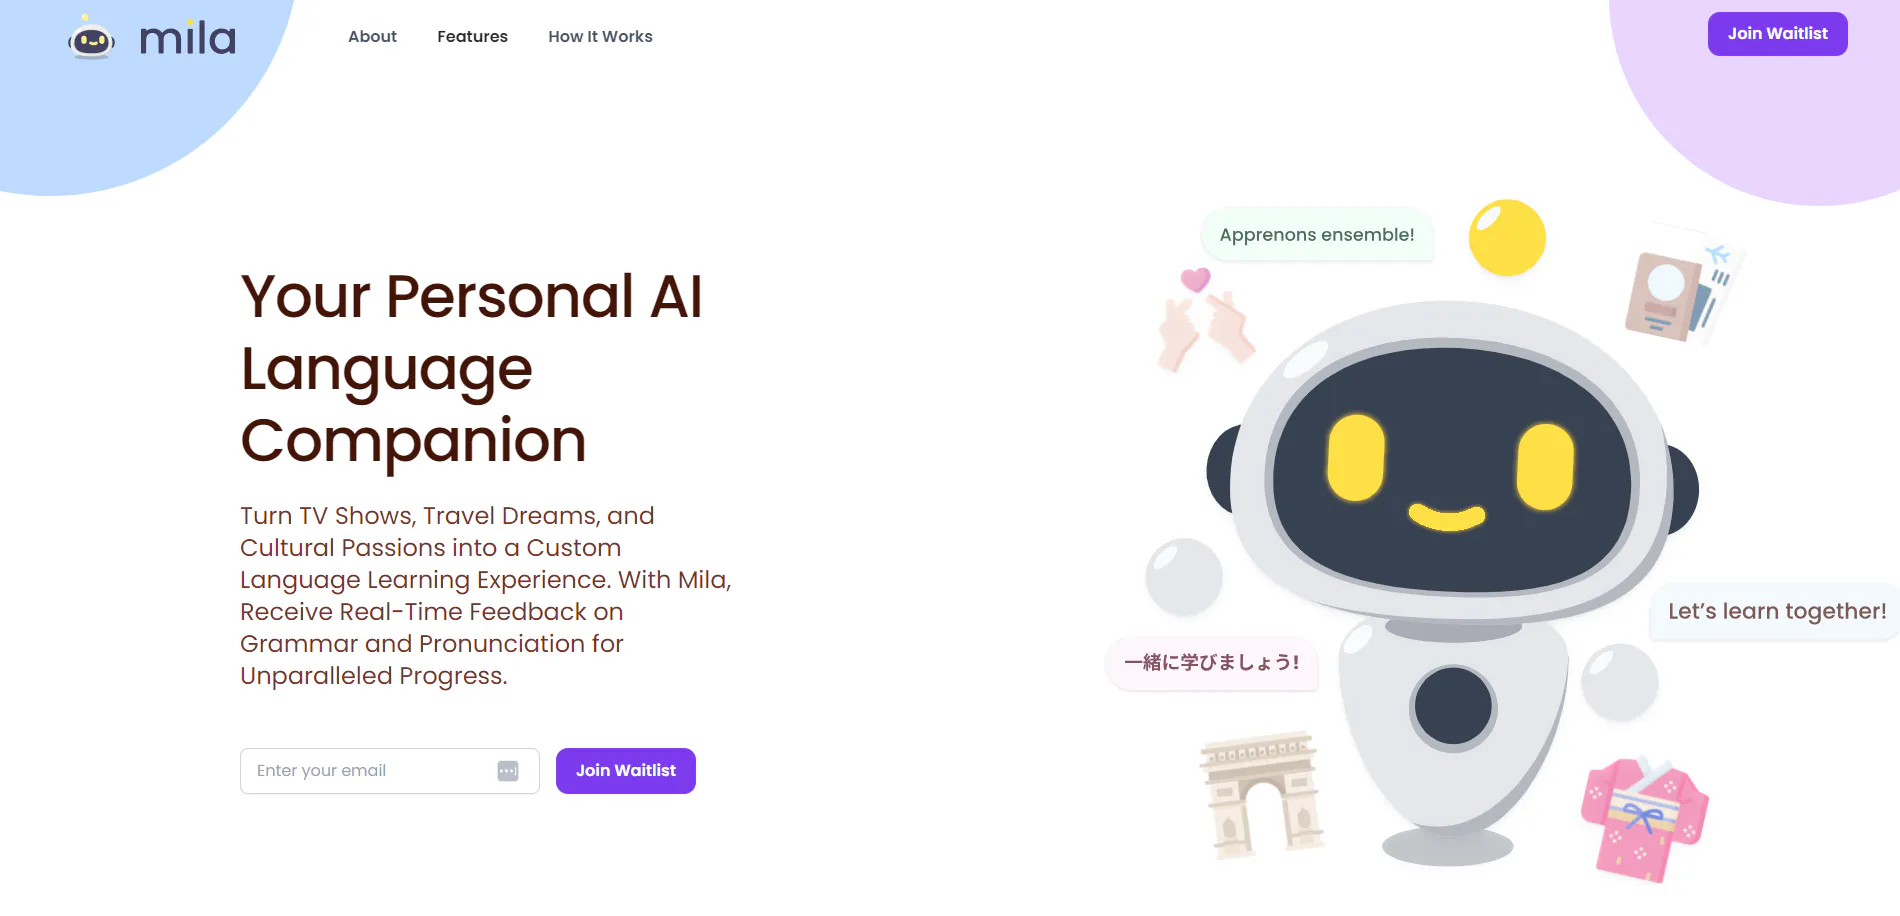 mila
About
Features
How It Works
Join Waitlist
Your Personal AI
Language
Companion
Turn TV Shows, Travel Dreams, and
Cultural Passions into a Custom
Language Learning Experience. With Mila,
Receive Real-Time Feedback on
Grammar and Pronunciation for
Unparalleled Progress.
Enter your email
Join Waitlist
Apprenons ensemble!
Let’s learn together!
一緒に学びましょう!